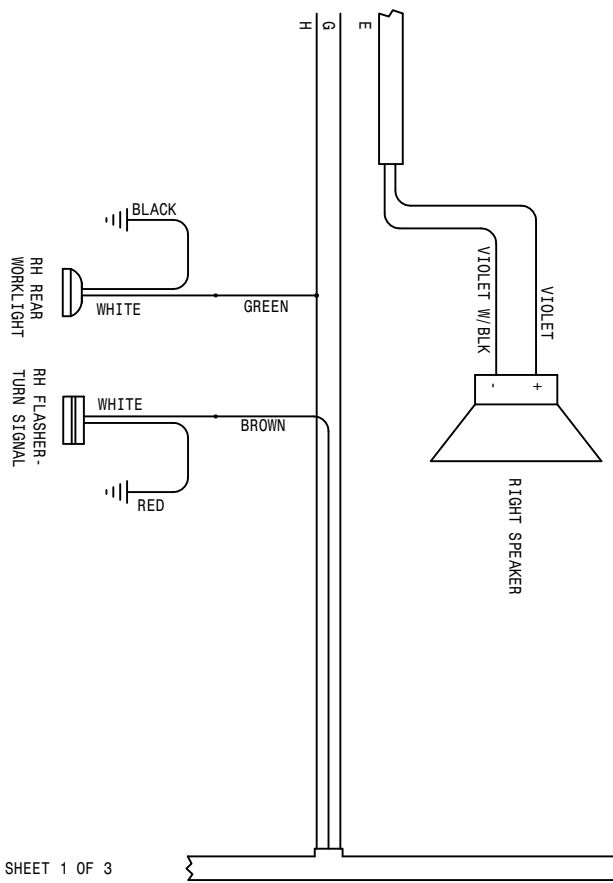 H
G
E
BLACK
RH REAR
WORKLIGHT
WHITE
GREEN
VIOLET W/BLK
VIOLET
-
+
RH FLASHER-
TURN SIGNAL
WHITE
BROWN
RED
RIGHT SPEAKER
SHEET 1 OF 3